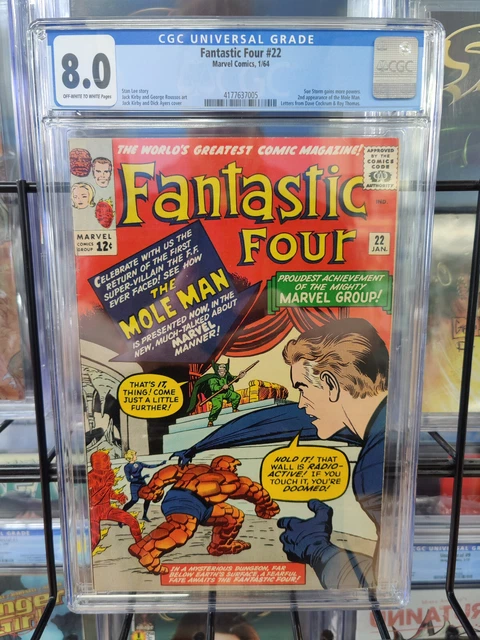 CGC UNIVERSAL GRADE
8.0
OFF-WHITE TO WHITE Pages
Fantastic Four #22
Marvel Comics, 1/64
Stan Lee story
Jack Kirby and George Roussos art
Jack Kirby and Dick Ayers cover
4177637005
Sue Storm gains more powers
2nd appearance of the Mole Man
Letters from Dave Cockrum & Roy Thomas
CGC
THE WORLD'S GREATEST COMIC MAGAZINE!
APPROVED
BY THE
COMICS
CODE
AUTHORITY
Fantastic
Four
IND.
MARVEL
COMICS
GROUP
12¢
22
JAN.
CELEBRATE WITH US THE
RETURN OF THE FIRST
SUPER-VILLAIN THE F.F.
EVER FACED! SEE HOW
THE
MOLE MAN
IS PRESENTED NOW, IN THE
NEW, MUCH-TALKED ABOUT
MARVEL
MANNER!
PROUDEST ACHIEVEMENT
OF THE MIGHTY
MARVEL GROUP!
THAT'S IT,
THING! COME
JUST A LITTLE
FURTHER!
HOLD IT! THAT
WALL IS RADIO-
ACTIVE! IF YOU
TOUCH IT, YOU'RE
DOOMED!
IN A MYSTERIOUS DUNGEON, FAR
BELOW EARTH'S SURFACE, A FEARFUL
FATE AWAITS THE FANTASTIC FOUR!